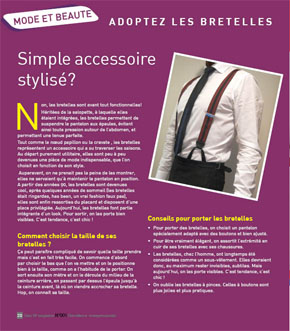 MODE ET BEAUTÉ
ADOPTEZ LES BRETELLES
Simple accessoire
stylisé?
Non, les bretelles sont avant tout fonctionnelles!
Héritées de la salopette, à laquelle elles
étaient intégrées, les bretelles permettent de
suspendre le pantalon aux épaules, évitant
ainsi toute pression autour de l'abdomen, et
permettant une tenue parfaite.
Tout comme le nœud papillon ou la cravate, les bretelles
représentent un accessoire qui a su traverser les saisons.
Au départ purement utilitaire, elles sont peu à peu
devenues une pièce de mode indispensable, que l'on
choisit en fonction de son style.
Auparavant, on ne prenait pas la peine de les montrer,
elles ne servaient qu'à maintenir le pantalon en position.
A partir des années 90, les bretelles sont devenues
cool, après quelques années de sommeil (les bretelles
était ringardes, has been, un vrai fashion faux pas),
elles sont enfin ressorties du placard et disposent d'une
place privilégiée. Aujourd'hui, les bretelles font partie
intégrante d'un look. Pour sortir, on les porte bien
visibles. C'est tendance, c'est chic !
Comment choisir la taille de ses
bretelles ?
Ça peut paraître compliqué de savoir quelle taille prendre
mais c'est en fait très facile. On commence d'abord
par choisir le bas que l'on va mettre et on le positionne
bien à la taille, comme on a l'habitude de le porter. On
sort ensuite son mètre et on le déroule du milieu de la
ceinture arrière, en passant par dessus l'épaule jusqu'à
la ceinture avant, là où on viendra accrocher sa bretelle
Hop, on connaît sa taille.
Conseils pour porter les bretelles
• Pour porter des bretelles, on choisit un pantalon
spécialement adapté avec des boutons et bien ajusté.
• Pour être vraiment élégant, on assortit l'extrémité en
cuir de ses bretelles avec ses chaussures.
• Les bretelles, chez l'homme, ont longtemps été
considérées comme un sous-vêtement. Elles devraient
donc, au maximum rester invisibles, subtiles. Mais
aujourd'hui, on les porte visibles. C'est tendance, c'est
chic !
• On oublie les bretelles à pinces. Celles à boutons sont
plus jolies et plus pratiques.